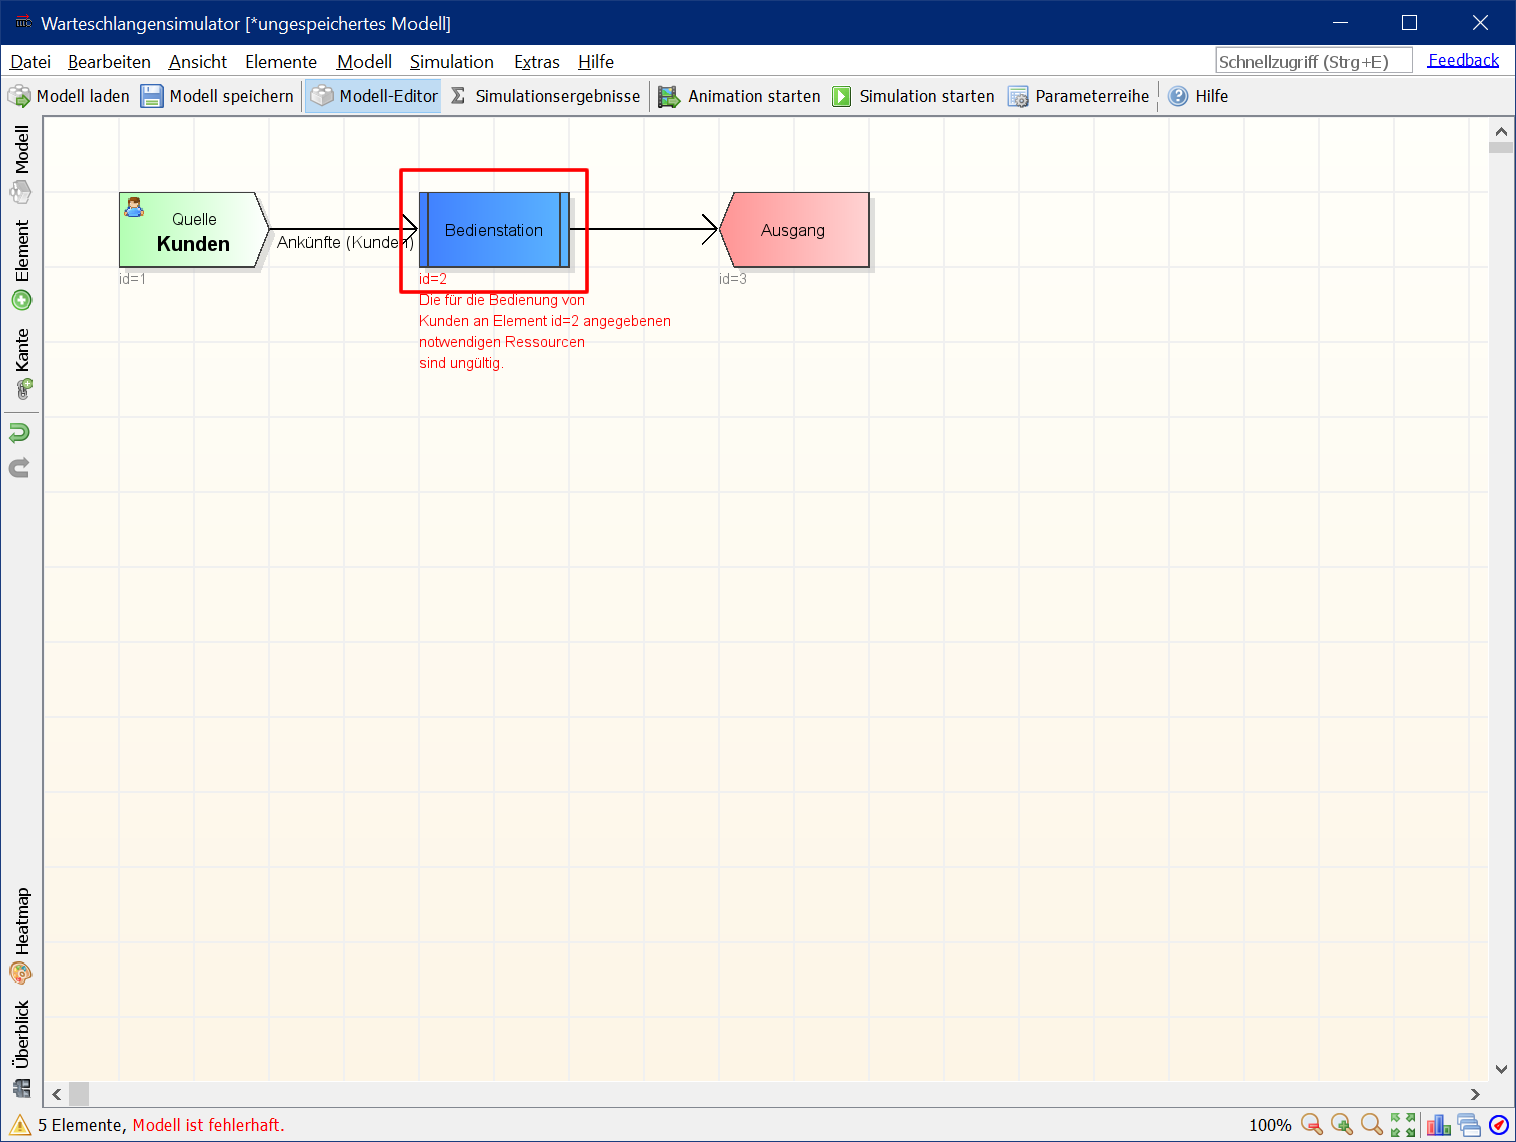 Warteschlangensimulator [*ungespeichertes Modell]
Datei Bearbeiten Ansicht Elemente Modell Simulation Extras Hilfe Schnellzugriff (Strg+E) Feedback
Modell laden Modell speichern Modell-Editor Σ Simulationsergebnisse Animation starten Simulation starten Parameterreihe Hilfe
Modell
Element
Kante
Heatmap
Überblick
Quelle
Kunden
id=1
Ankünfte (Kunden)
Bedienstation
id=2
Die für die Bedienung von
Kunden an Element id=2 angegebenen
notwendigen Ressourcen
sind ungültig.
Ausgang
id=3
5 Elemente, Modell ist fehlerhaft.
100%